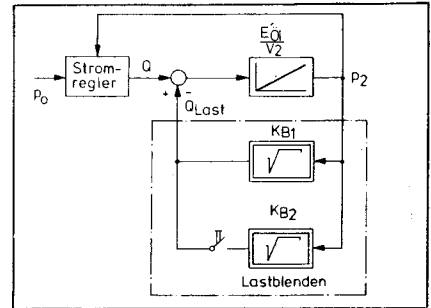 E'Öl
V2
Strom-
regler
Q
+
-
p0
QLast
p2
KB1
KB2
Lastblenden